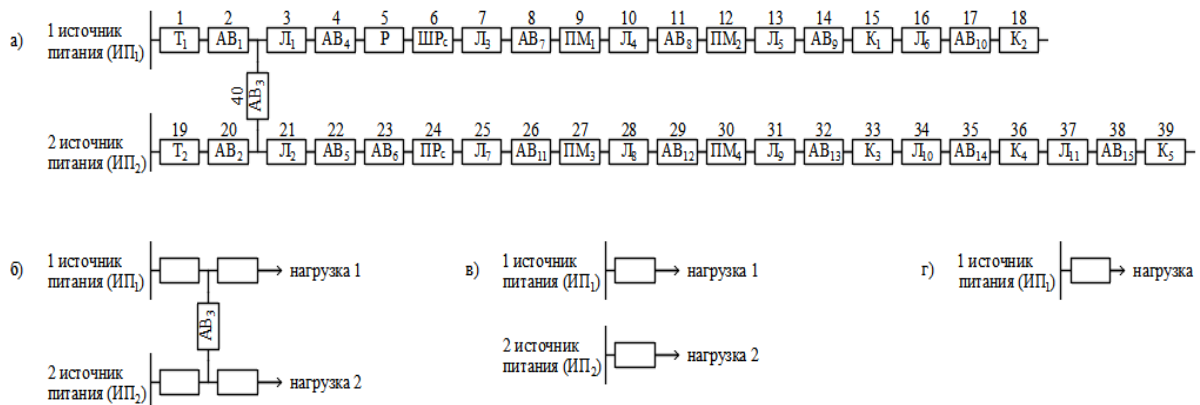 1 2 3 4 5 6 7 8 9 10 11 12 13 14 15 16 17 18
а) 1 источник питания (ИП₁) Т₁ АВ₁ Л₁ АВ₄ Р ШРс Л₃ АВ₇ ПМ₁ Л₄ АВ₈ ПМ₂ Л₅ АВ₉ К₁ Л₆ АВ₁₀ К₂
40 АВ₃
19 20 21 22 23 24 25 26 27 28 29 30 31 32 33 34 35 36 37 38 39
2 источник питания (ИП₂) Т₂ АВ₂ Л₂ АВ₅ АВ₆ ПРс Л₇ АВ₁₁ ПМ₃ Л₈ АВ₁₂ ПМ₄ Л₉ АВ₁₃ К₃ Л₁₀ АВ₁₄ К₄ Л₁₁ АВ₁₅ К₅
б) 1 источник питания (ИП₁) нагрузка 1
АВ₃
2 источник питания (ИП₂) нагрузка 2
в) 1 источник питания (ИП₁) нагрузка 1
2 источник питания (ИП₂) нагрузка 2
г) 1 источник питания (ИП₁) нагрузка